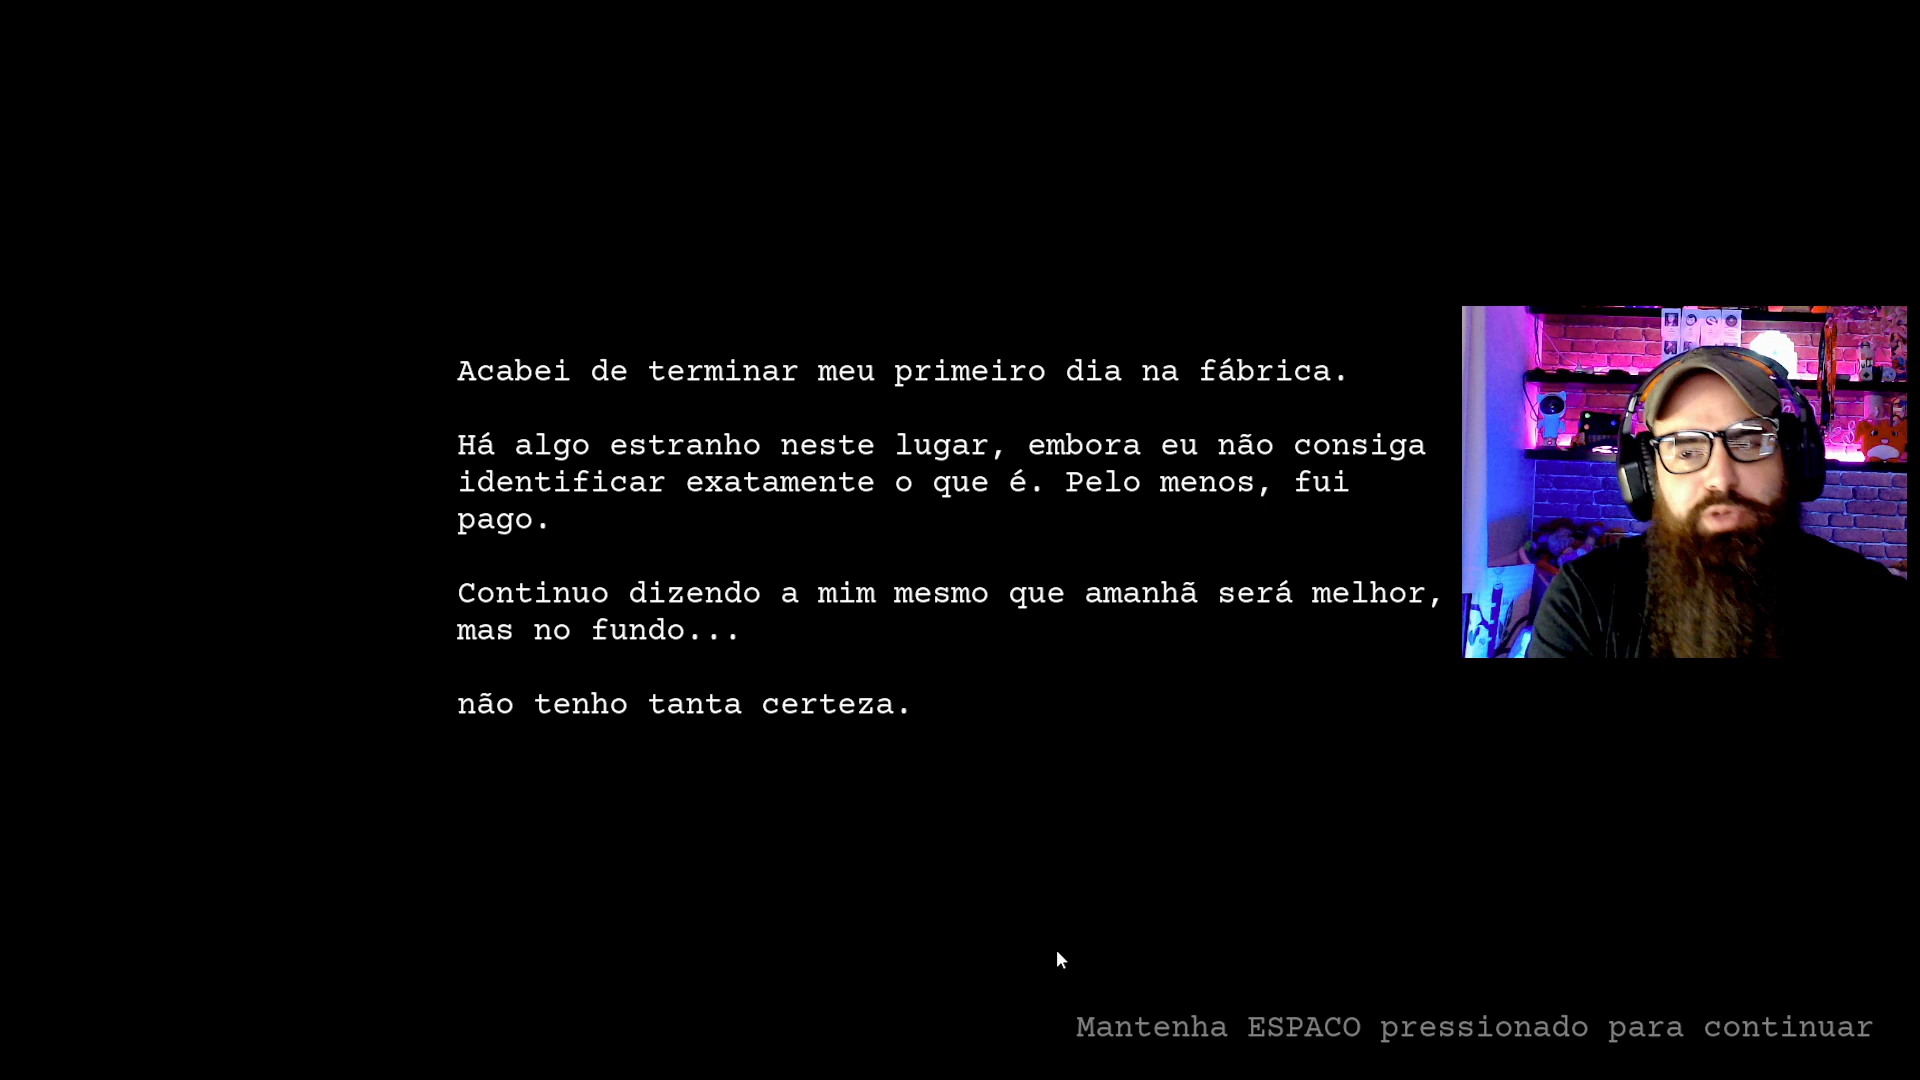 Acabei de terminar meu primeiro dia na fábrica.
Há algo estranho neste lugar, embora eu não consiga
identificar exatamente o que é. Pelo menos, fui
pago.
Continuo dizendo a mim mesmo que amanhã será melhor,
mas no fundo...
não tenho tanta certeza.
Mantenha ESPACO pressionado para continuar